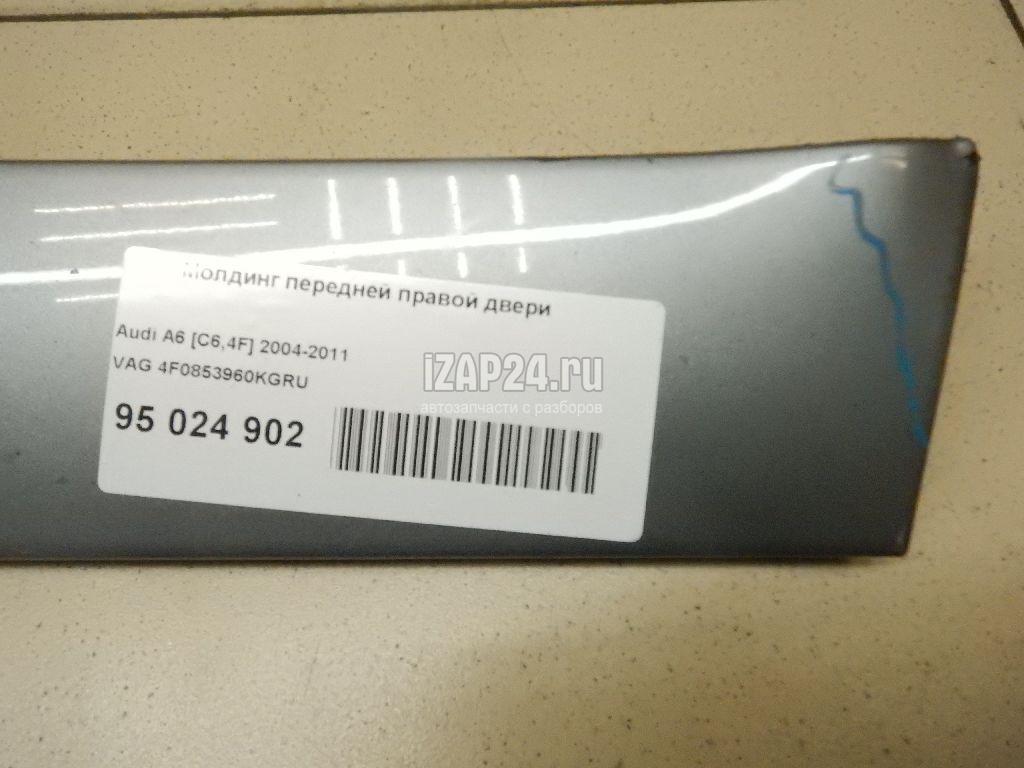 Молдинг передней правой двери
Audi A6 [C6,4F] 2004-2011
VAG 4F0853960KGRU
95 024 902
iZAP24.ru
автозапчасти с разборов